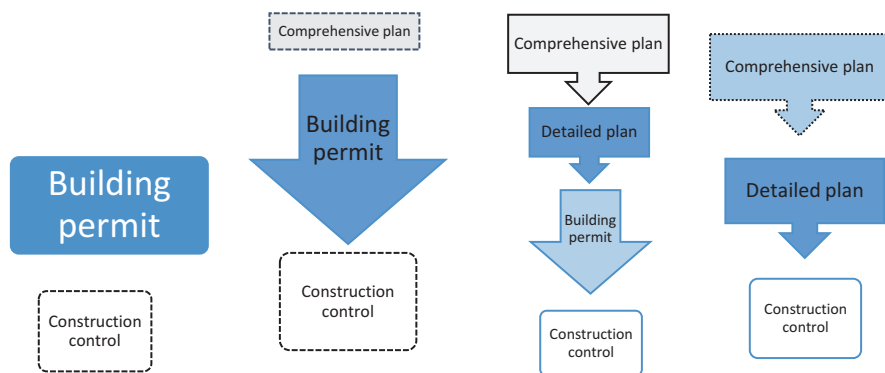 Building
permit
Construction
control
Comprehensive plan
Building
permit
Construction
control
Comprehensive plan
Detailed plan
Building
permit
Construction
control
Comprehensive plan
Detailed plan
Construction
control